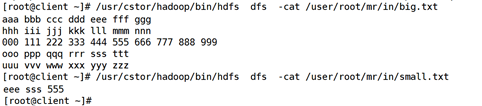 [root@client ~]# /usr/cstor/hadoop/bin/hdfs  dfs  -cat /user/root/mr/in/big.txt
aaa bbb ccc ddd eee fff ggg
hhh iii jjj kkk lll mmm nnn
000 111 222 333 444 555 666 777 888 999
ooo ppp qqq rrr sss ttt
uuu vvv www xxx yyy zzz
[root@client ~]# /usr/cstor/hadoop/bin/hdfs  dfs  -cat /user/root/mr/in/small.txt
eee sss 555
[root@client ~]#